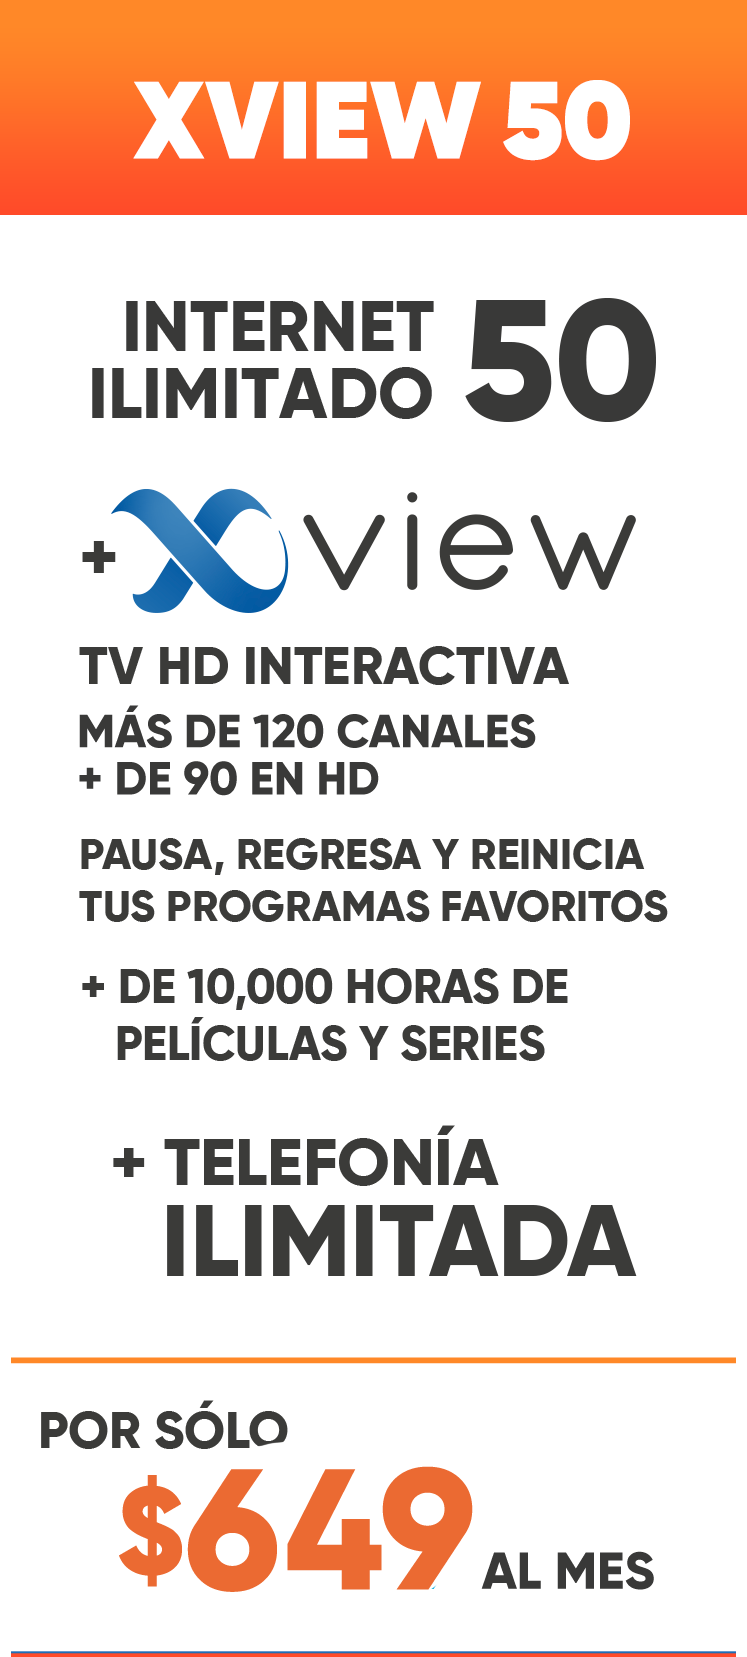 XVIEW 50
INTERNET
ILIMITADO 50
+ Xview
TV HD INTERACTIVA
MÁS DE 120 CANALES
+ DE 90 EN HD
PAUSA, REGRESA Y REINICIA
TUS PROGRAMAS FAVORITOS
+ DE 10,000 HORAS DE
PELÍCULAS Y SERIES
+ TELEFONÍA
ILIMITADA
POR SÓLO
$649 AL MES